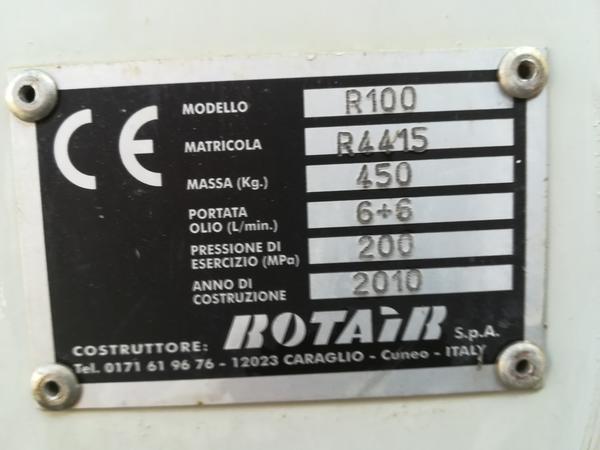 CE
MODELLO R100
MATRICOLA R4415
MASSA (Kg.) 450
PORTATA
OLIO (L/min.) 6+6
PRESSIONE DI
ESERCIZIO (MPa) 200
ANNO DI
COSTRUZIONE 2010
COSTRUTTORE: ROTAiR S.p.A.
Tel. 0171 61 96 76 - 12023 CARAGLIO - Cuneo - ITALY